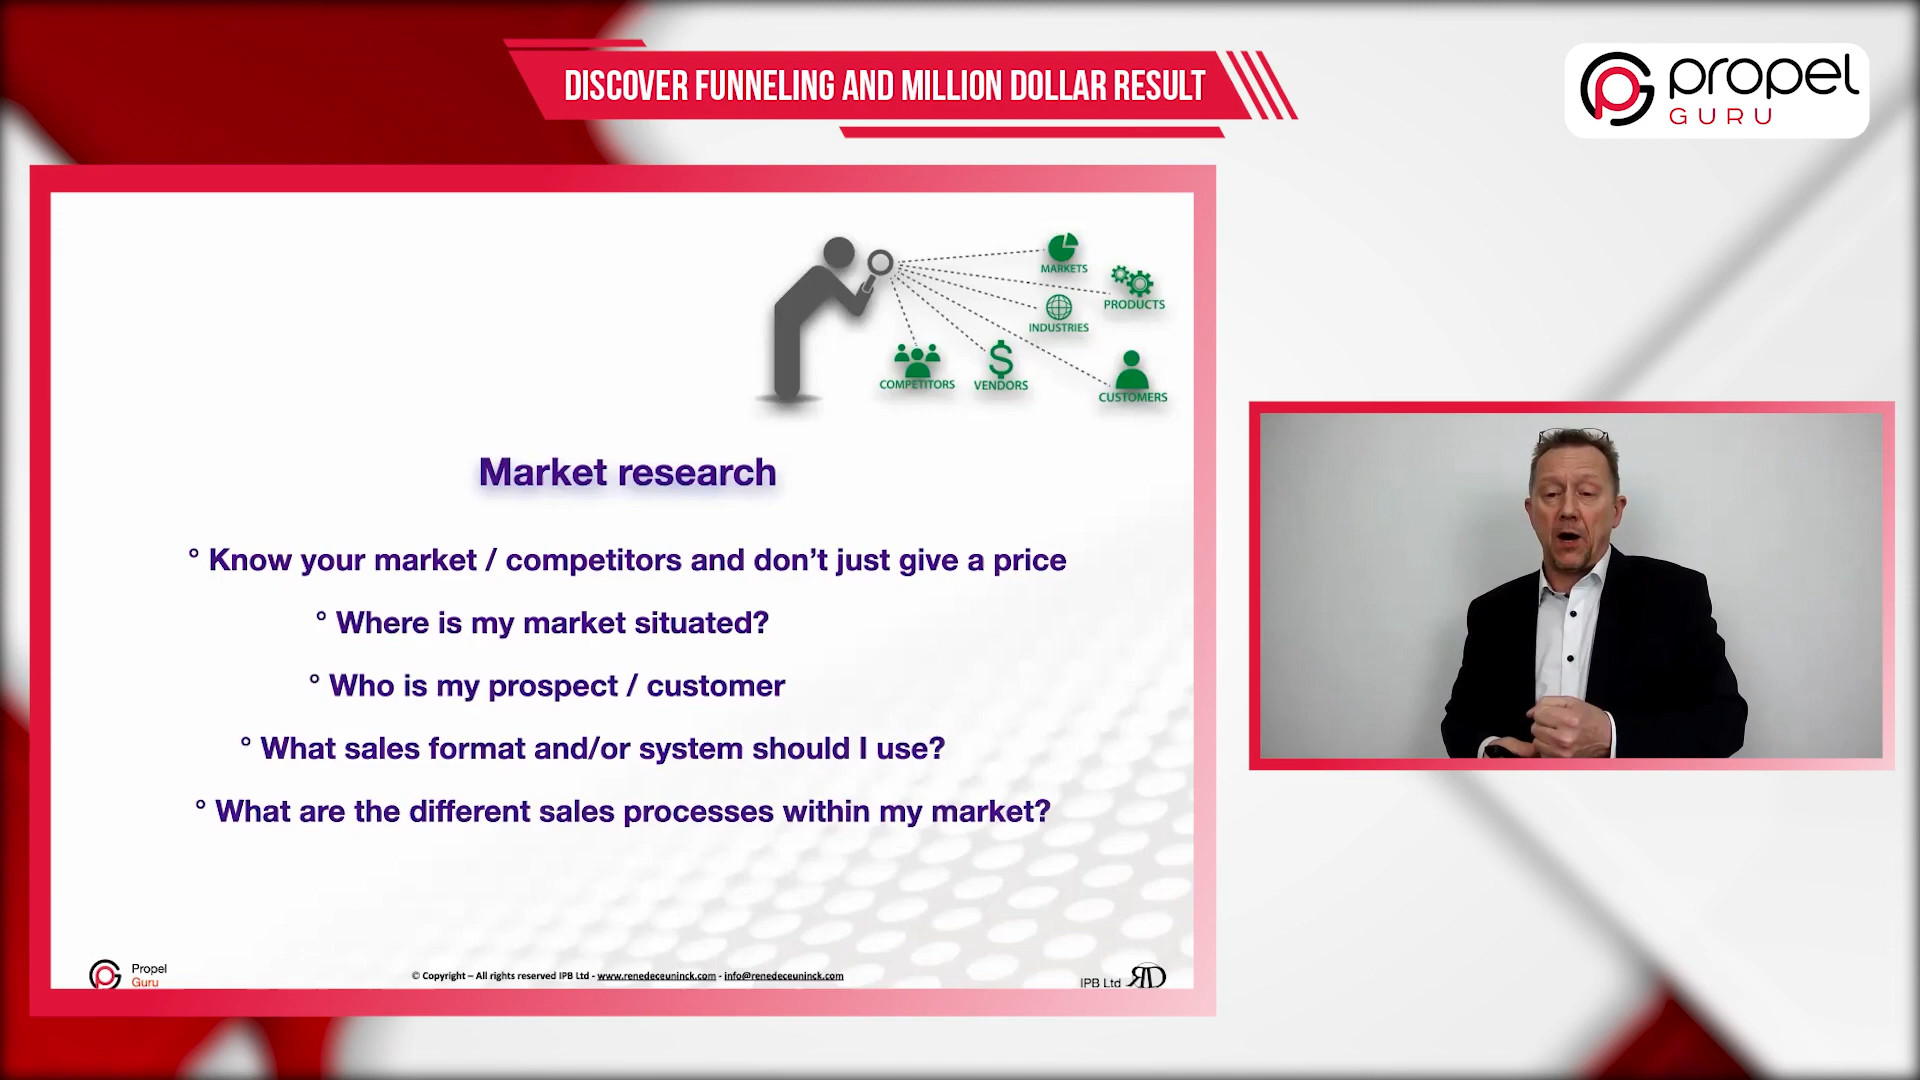 DISCOVER FUNNELING AND MILLION DOLLAR RESULT
propel
GURU
MARKETS
PRODUCTS
INDUSTRIES
COMPETITORS
VENDORS
CUSTOMERS
Market research
° Know your market / competitors and don’t just give a price
° Where is my market situated?
° Who is my prospect / customer
° What sales format and/or system should I use?
° What are the different sales processes within my market?
Propel
Guru
© Copyright – All rights reserved IPB Ltd - www.renedeceuninck.com - info@renedeceuninck.com
IPB Ltd RD